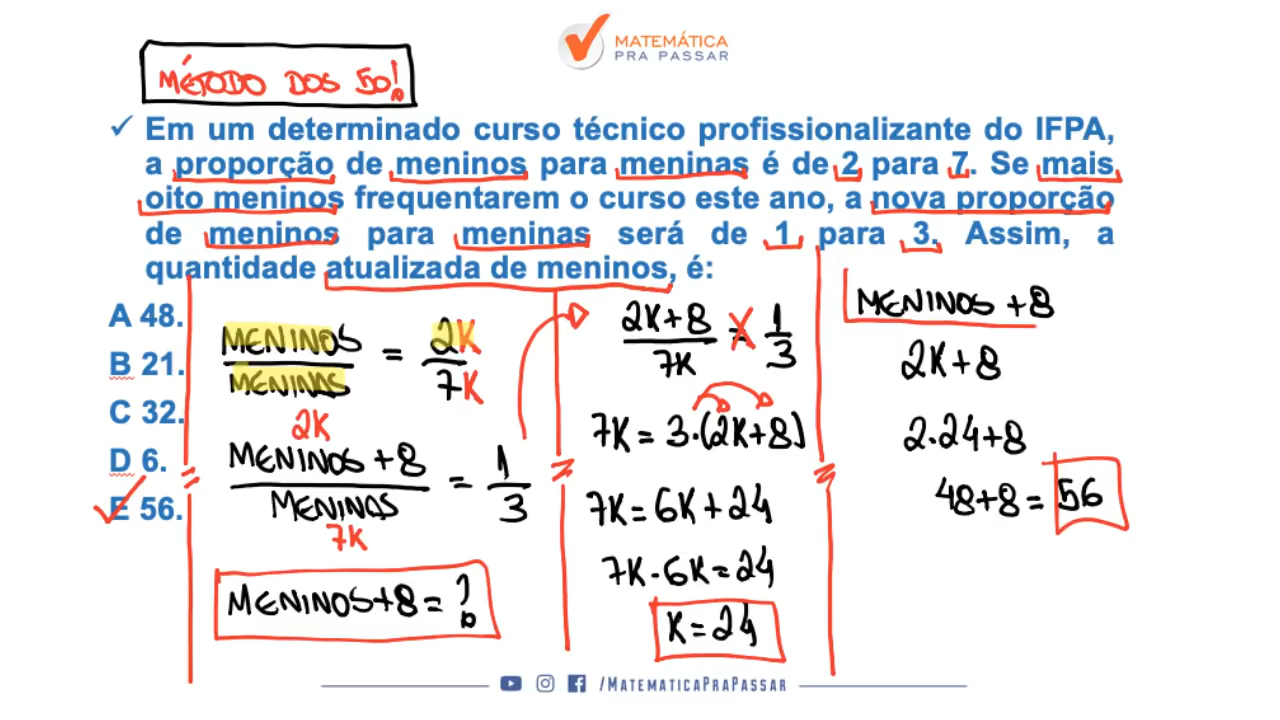 MATEMÁTICA
PRA PASSAR
MÉTODO DOS 50!
✓ Em um determinado curso técnico profissionalizante do IFPA,
a proporção de meninos para meninas é de 2 para 7. Se mais
oito meninos frequentarem o curso este ano, a nova proporção
de meninos para meninas será de 1 para 3. Assim, a
quantidade atualizada de meninos, é:
A 48.
B 21.
C 32.
D 6.
E 56.
MENINOS / MENINAS = 2K / 7K
2K
MENINOS + 8 / MENINAS = 1 / 3
7K
MENINOS+8 = ?
2K+8 / 7K = 1 / 3
7K = 3·(2K+8)
7K = 6K + 24
7K - 6K = 24
K = 24
MENINOS +8
2K+8
2·24+8
48+8 = 56
/MATEMATICAPRAPASSAR